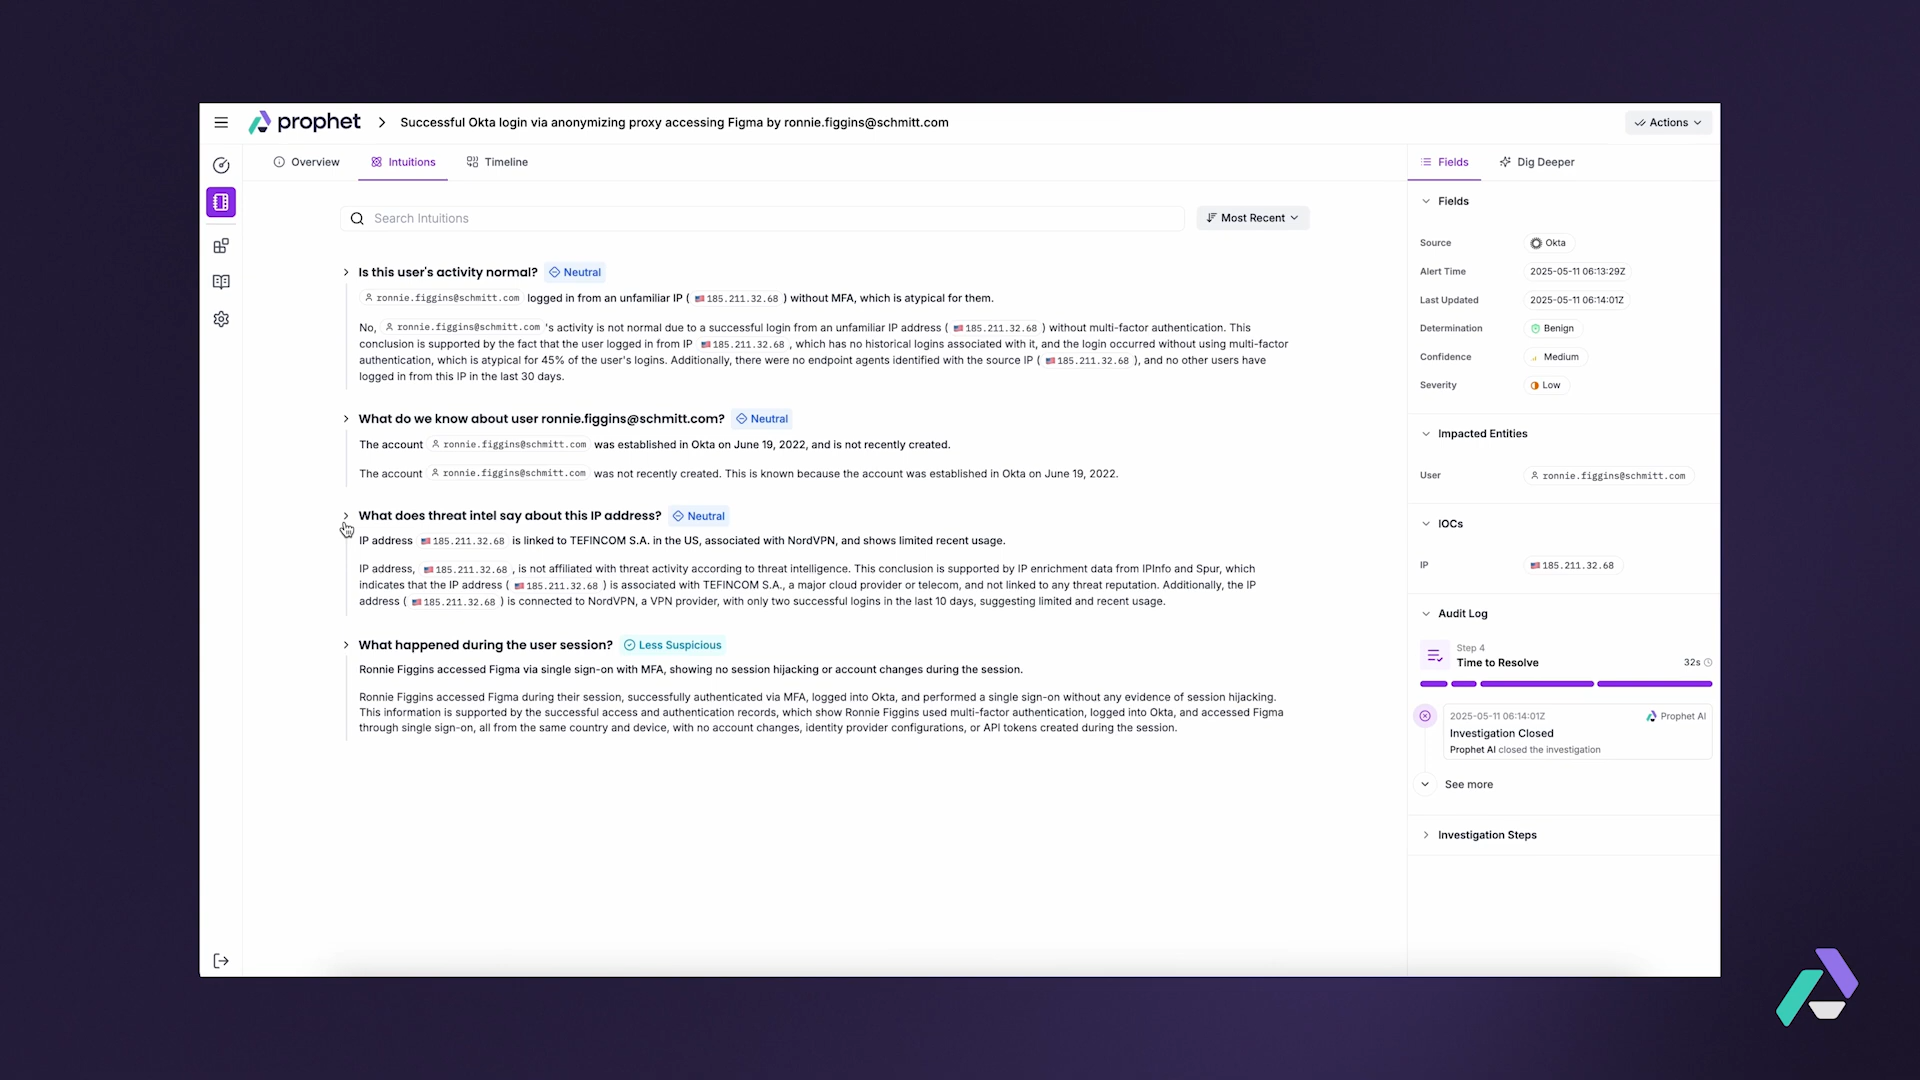 prophet
Successful Okta login via anonymizing proxy accessing Figma by ronnie.figgins@schmitt.com
Actions
Overview
Intuitions
Timeline
Search Intuitions
Most Recent
Is this user's activity normal? Neutral
ronnie.figgins@schmitt.com logged in from an unfamiliar IP ( 185.211.32.68 ) without MFA, which is atypical for them.
No, ronnie.figgins@schmitt.com 's activity is not normal due to a successful login from an unfamiliar IP address ( 185.211.32.68 ) without multi-factor authentication. This
conclusion is supported by the fact that the user logged in from IP 185.211.32.68 , which has no historical logins associated with it, and the login occurred without using multi-factor
authentication, which is atypical for 45% of the user's logins. Additionally, there were no endpoint agents identified with the source IP ( 185.211.32.68 ), and no other users have
logged in from this IP in the last 30 days.
What do we know about user ronnie.figgins@schmitt.com? Neutral
The account ronnie.figgins@schmitt.com was established in Okta on June 19, 2022, and is not recently created.
The account ronnie.figgins@schmitt.com was not recently created. This is known because the account was established in Okta on June 19, 2022.
What does threat intel say about this IP address? Neutral
IP address 185.211.32.68 is linked to TEFINCOM S.A. in the US, associated with NordVPN, and shows limited recent usage.
IP address, 185.211.32.68 , is not affiliated with threat activity according to threat intelligence. This conclusion is supported by IP enrichment data from IPInfo and Spur, which
indicates that the IP address ( 185.211.32.68 ) is associated with TEFINCOM S.A., a major cloud provider or telecom, and not linked to any threat reputation. Additionally, the IP
address ( 185.211.32.68 ) is connected to NordVPN, a VPN provider, with only two successful logins in the last 10 days, suggesting limited and recent usage.
What happened during the user session? Less Suspicious
Ronnie Figgins accessed Figma via single sign-on with MFA, showing no session hijacking or account changes during the session.
Ronnie Figgins accessed Figma during their session, successfully authenticated via MFA, logged into Okta, and performed a single sign-on without any evidence of session hijacking.
This information is supported by the successful access and authentication records, which show Ronnie Figgins used multi-factor authentication, logged into Okta, and accessed Figma
through single sign-on, all from the same country and device, with no account changes, identity provider configurations, or API tokens created during the session.
Fields
Dig Deeper
Fields
Source Okta
Alert Time 2025-05-11 06:13:29Z
Last Updated 2025-05-11 06:14:01Z
Determination Benign
Confidence Medium
Severity Low
Impacted Entities
User ronnie.figgins@schmitt.com
IOCs
IP 185.211.32.68
Audit Log
Step 4
Time to Resolve 32s
2025-05-11 06:14:01Z Prophet AI
Investigation Closed
Prophet AI closed the investigation
See more
Investigation Steps